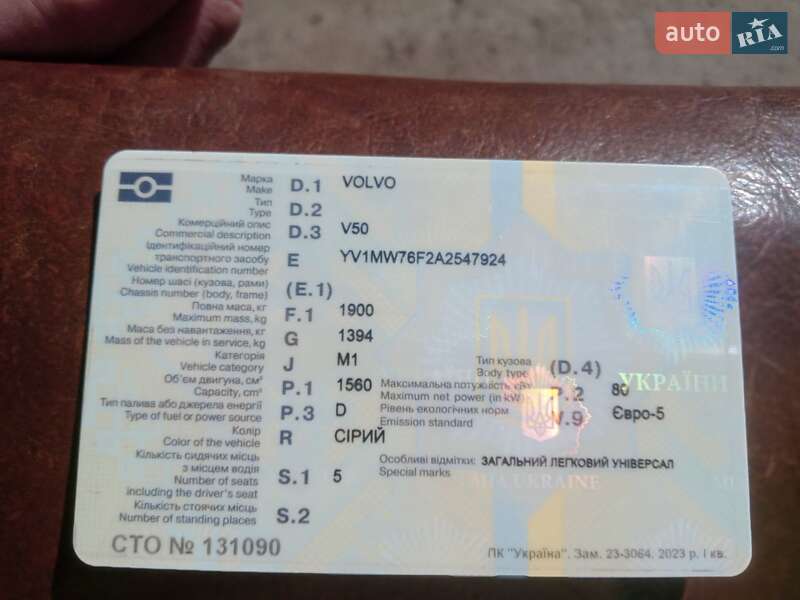 auto RIA .com
Марка D.1 VOLVO
Make
Тип D.2
Type
Комерційний опис D.3 V50
Commercial description
Ідентифікаційний номер
транспортного засобу E YV1MW76F2A2547924
Vehicle identification number
Номер шасі (кузова, рами) (E.1)
Chassis number (body, frame)
Повна маса, кг F.1 1900
Maximum mass, kg
Маса без навантаження, кг G 1394
Mass of the vehicle in service, kg
Категорія J M1 Тип кузова (D.4)
Vehicle category Body type
Об'єм двигуна, см³ P.1 1560 Максимальна потужність, кВт P.2 80
Capacity, cm³ Maximum net power (in kW)
Тип палива або джерела енергії P.3 D Рівень екологічних норм V.9 Євро-5
Type of fuel or power source Emission standard
Колір R СІРИЙ
Color of the vehicle
Кількість сидячих місць
з місцем водія S.1 5 Особливі відмітки: ЗАГАЛЬНИЙ ЛЕГКОВИЙ УНІВЕРСАЛ
Number of seats Special marks
including the driver's seat
Кількість стоячих місць S.2
Number of standing places
УКРАЇНИ
UKRAINE
СТО № 131090
ПК "Україна". Зам. 23-3064. 2023 р. I кв.